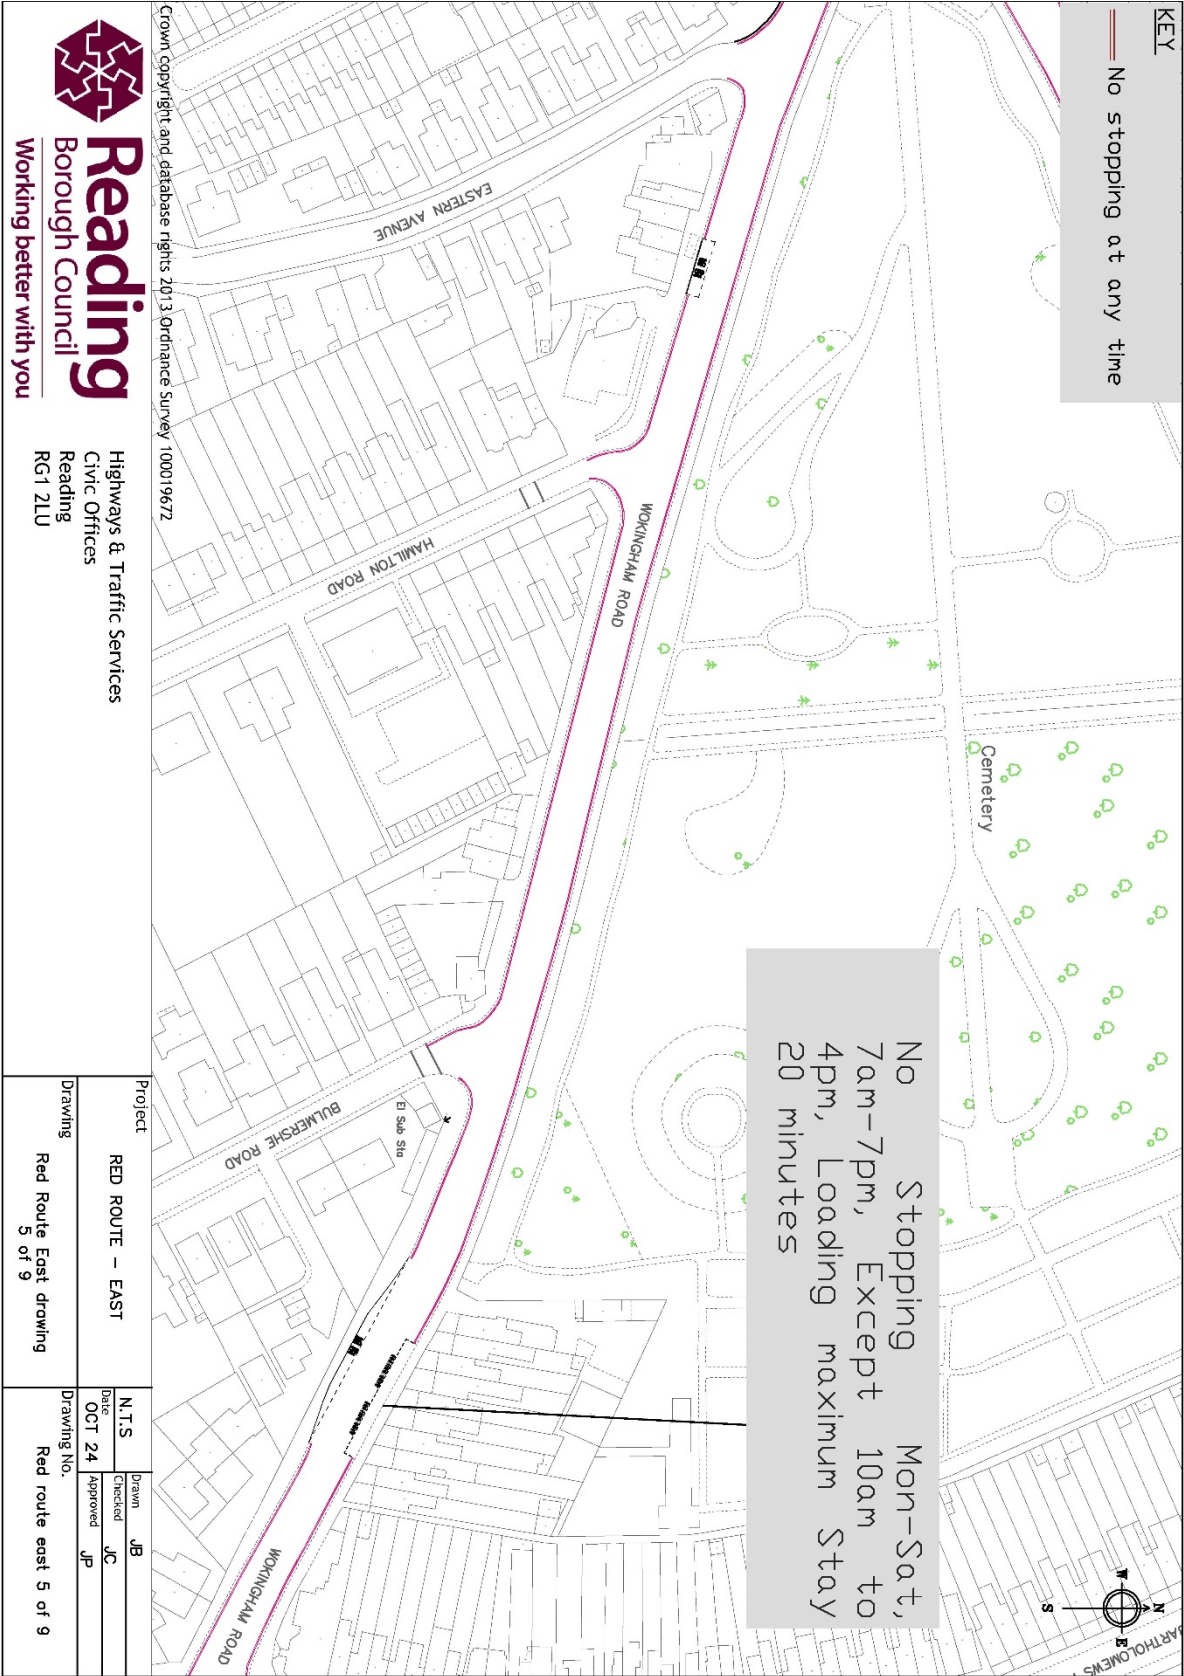 KEY
No stopping at any time
EASTERN AVENUE
WOKINGHAM ROAD
HAMILTON ROAD
Cemetery
No Stopping Mon-Sat,
7am-7pm, Except 10am to
4pm, Loading maximum Stay
20 minutes
BULMERSHE ROAD
El Sub Sta
WOKINGHAM ROAD
BARTHOLOMEWS
N
W
E
S
Crown copyright and database rights 2013 Ordnance Survey 100019672
Reading
Borough Council
Working better with you
Highways & Traffic Services
Civic Offices
Reading
RG1 2LU
Project
RED ROUTE - EAST
Drawing
Red Route East drawing
5 of 9
N.T.S
Date
OCT 24
Drawn JB
Checked JC
Approved JP
Drawing No.
Red route east 5 of 9